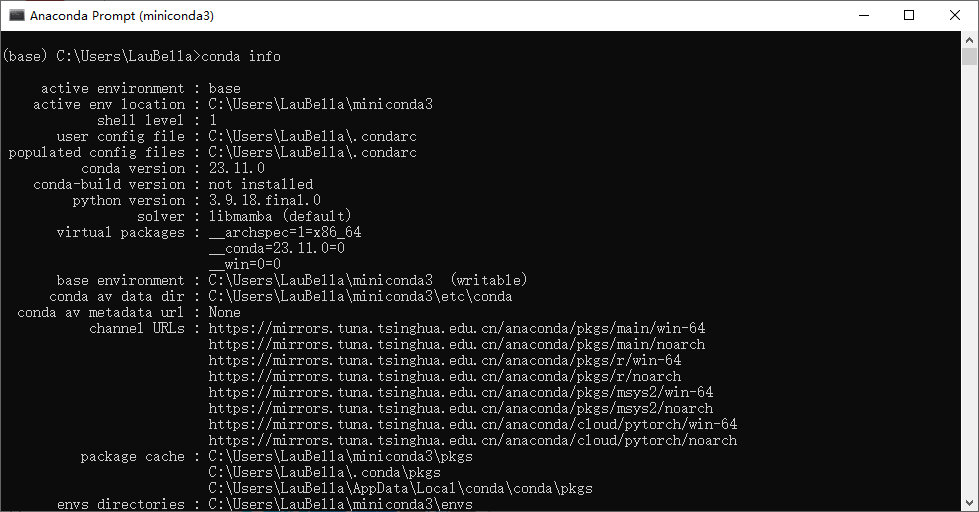 Anaconda Prompt (miniconda3)
(base) C:\Users\LauBella>conda info
active environment : base
active env location : C:\Users\LauBella\miniconda3
shell level : 1
user config file : C:\Users\LauBella\.condarc
populated config files : C:\Users\LauBella\.condarc
conda version : 23.11.0
conda-build version : not installed
python version : 3.9.18.final.0
solver : libmamba (default)
virtual packages : __archspec=1=x86_64
__conda=23.11.0=0
__win=0=0
base environment : C:\Users\LauBella\miniconda3  (writable)
conda av data dir : C:\Users\LauBella\miniconda3\etc\conda
conda av metadata url : None
channel URLs : https://mirrors.tuna.tsinghua.edu.cn/anaconda/pkgs/main/win-64
https://mirrors.tuna.tsinghua.edu.cn/anaconda/pkgs/main/noarch
https://mirrors.tuna.tsinghua.edu.cn/anaconda/pkgs/r/win-64
https://mirrors.tuna.tsinghua.edu.cn/anaconda/pkgs/r/noarch
https://mirrors.tuna.tsinghua.edu.cn/anaconda/pkgs/msys2/win-64
https://mirrors.tuna.tsinghua.edu.cn/anaconda/pkgs/msys2/noarch
https://mirrors.tuna.tsinghua.edu.cn/anaconda/cloud/pytorch/win-64
https://mirrors.tuna.tsinghua.edu.cn/anaconda/cloud/pytorch/noarch
package cache : C:\Users\LauBella\miniconda3\pkgs
C:\Users\LauBella\.conda\pkgs
C:\Users\LauBella\AppData\Local\conda\conda\pkgs
envs directories : C:\Users\LauBella\miniconda3\envs